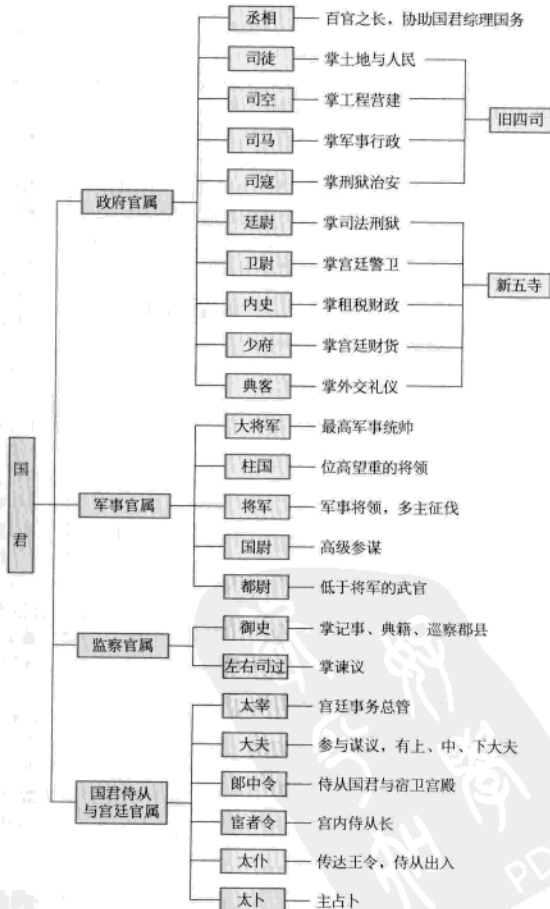 国君
政府官属
丞相 百官之长，协助国君综理国务
司徒 掌土地与人民
司空 掌工程营建
司马 掌军事行政
司寇 掌刑狱治安
旧四司
廷尉 掌司法刑狱
卫尉 掌宫廷警卫
内史 掌租税财政
少府 掌宫廷财货
典客 掌外交礼仪
新五寺
军事官属
大将军 最高军事统帅
柱国 位高望重的将领
将军 军事将领，多主征伐
国尉 高级参谋
都尉 低于将军的武官
监察官属
御史 掌记事、典籍、巡察郡县
左右司过 掌谏议
国君侍从
与宫廷官属
太宰 宫廷事务总管
大夫 参与谋议，有上、中、下大夫
郎中令 侍从国君与宿卫宫殿
宦者令 宫内侍从长
太仆 传达王令，侍从出入
太卜 主占卜
PD